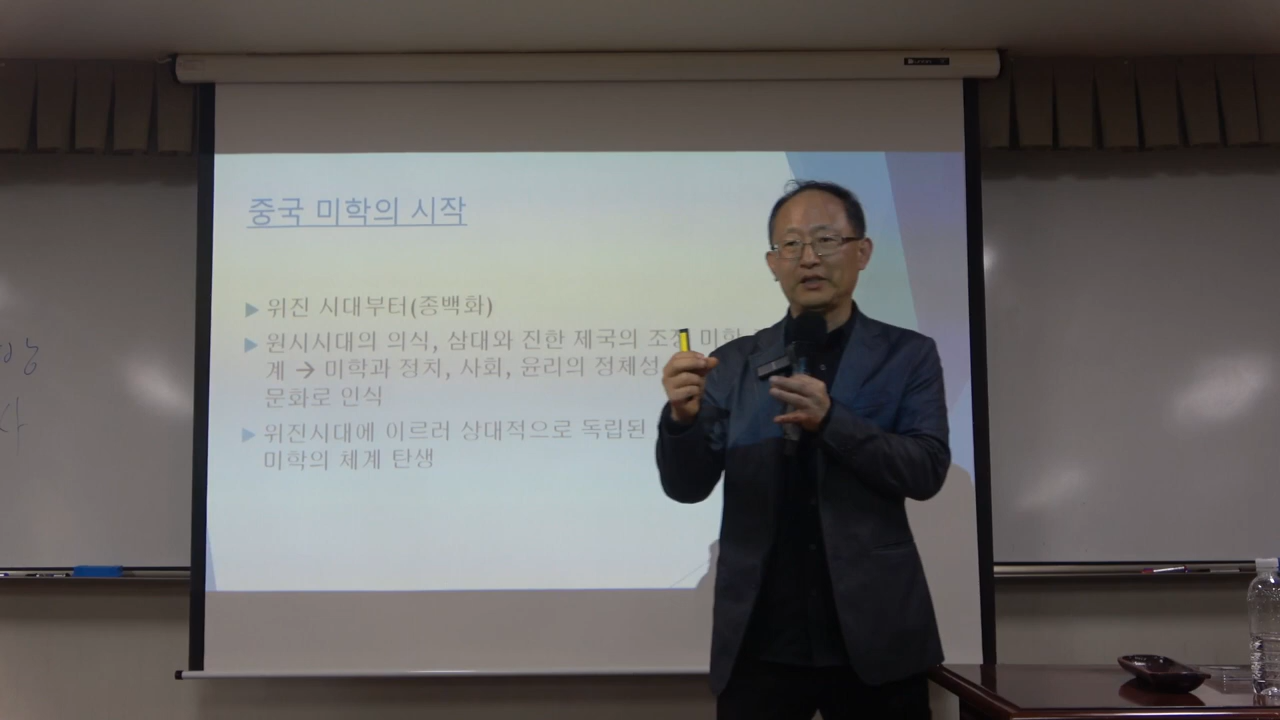 중국 미학의 시작
위진 시대부터(종백화)
원시시대의 의식, 삼대와 진한 제국의 조정 미학
계 → 미학과 정치, 사회, 윤리의 정체성
문화로 인식
위진시대에 이르러 상대적으로 독립된
미학의 체계 탄생